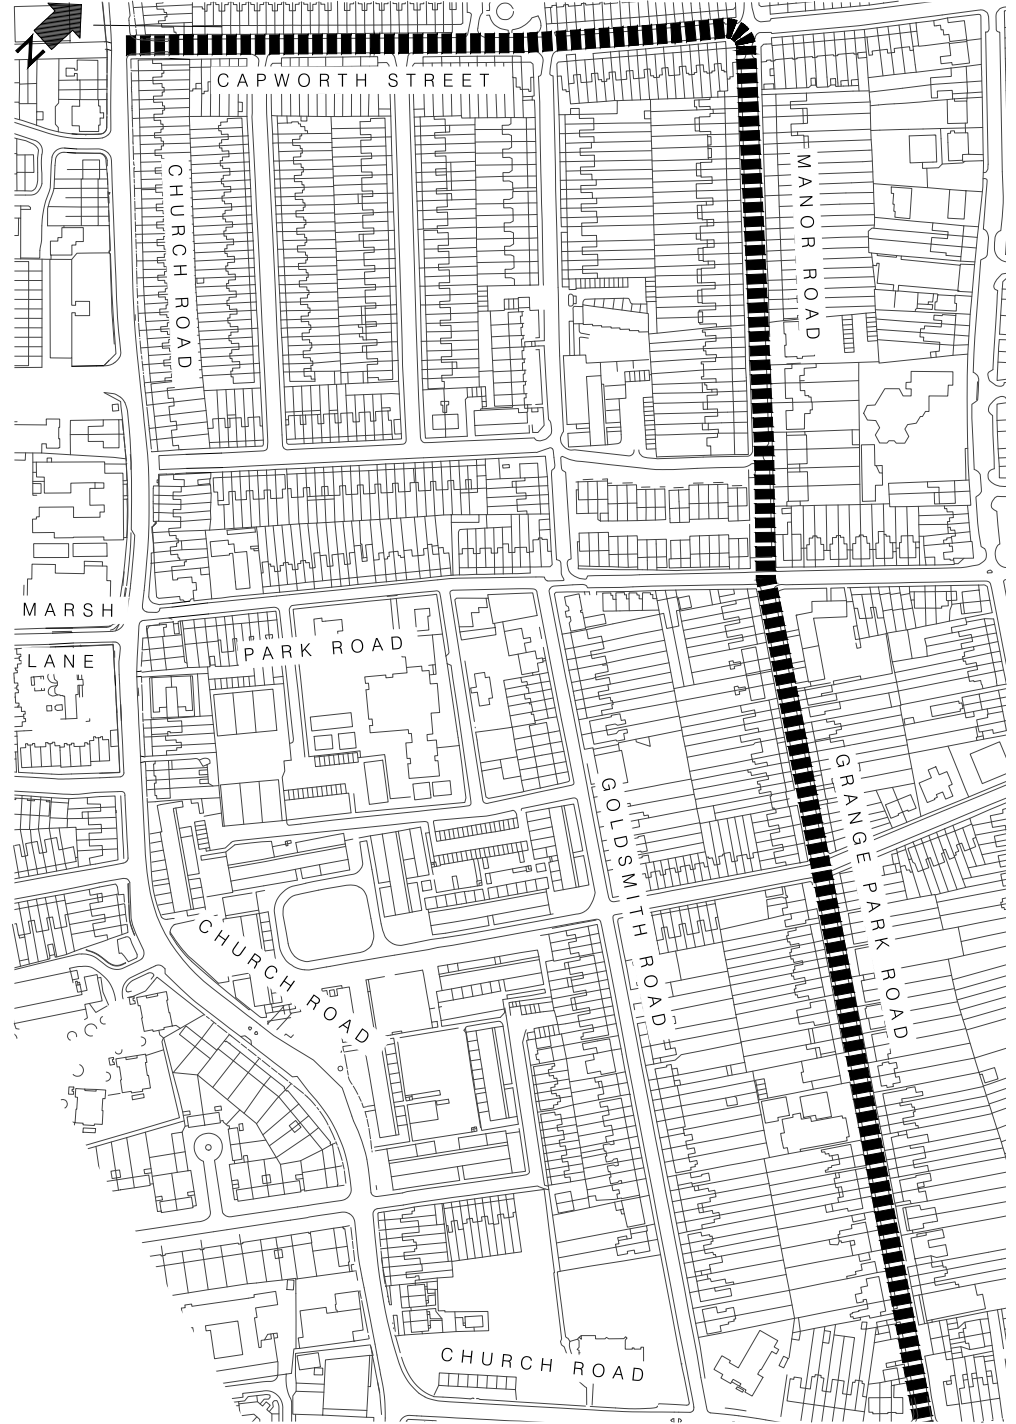 N
CAPWORTH STREET
CHURCH ROAD
MANOR ROAD
MARSH
LANE
PARK ROAD
GOLDSMITH ROAD
GRANGE PARK ROAD
CHURCH ROAD
CHURCH ROAD